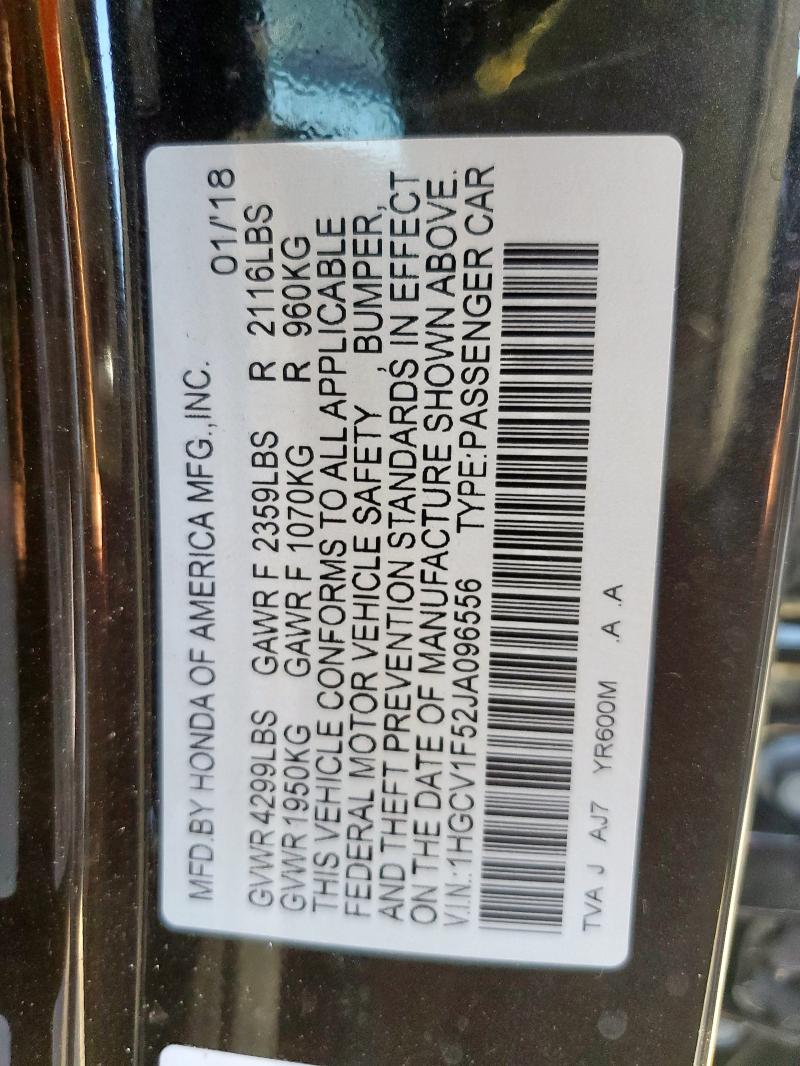 MFD.BY HONDA OF AMERICA MFG.,INC. 01/'18
GVWR 4299LBS GAWR F 2359LBS R 2116LBS
GVWR 1950KG GAWR F 1070KG R 960KG
THIS VEHICLE CONFORMS TO ALL APPLICABLE
FEDERAL MOTOR VEHICLE SAFETY , BUMPER,
AND THEFT PREVENTION STANDARDS IN EFFECT
ON THE DATE OF MANUFACTURE SHOWN ABOVE.
V.I.N.:1HGCV1F52JA096556 TYPE:PASSENGER CAR
TVA J AJ7 YR600M .A .A